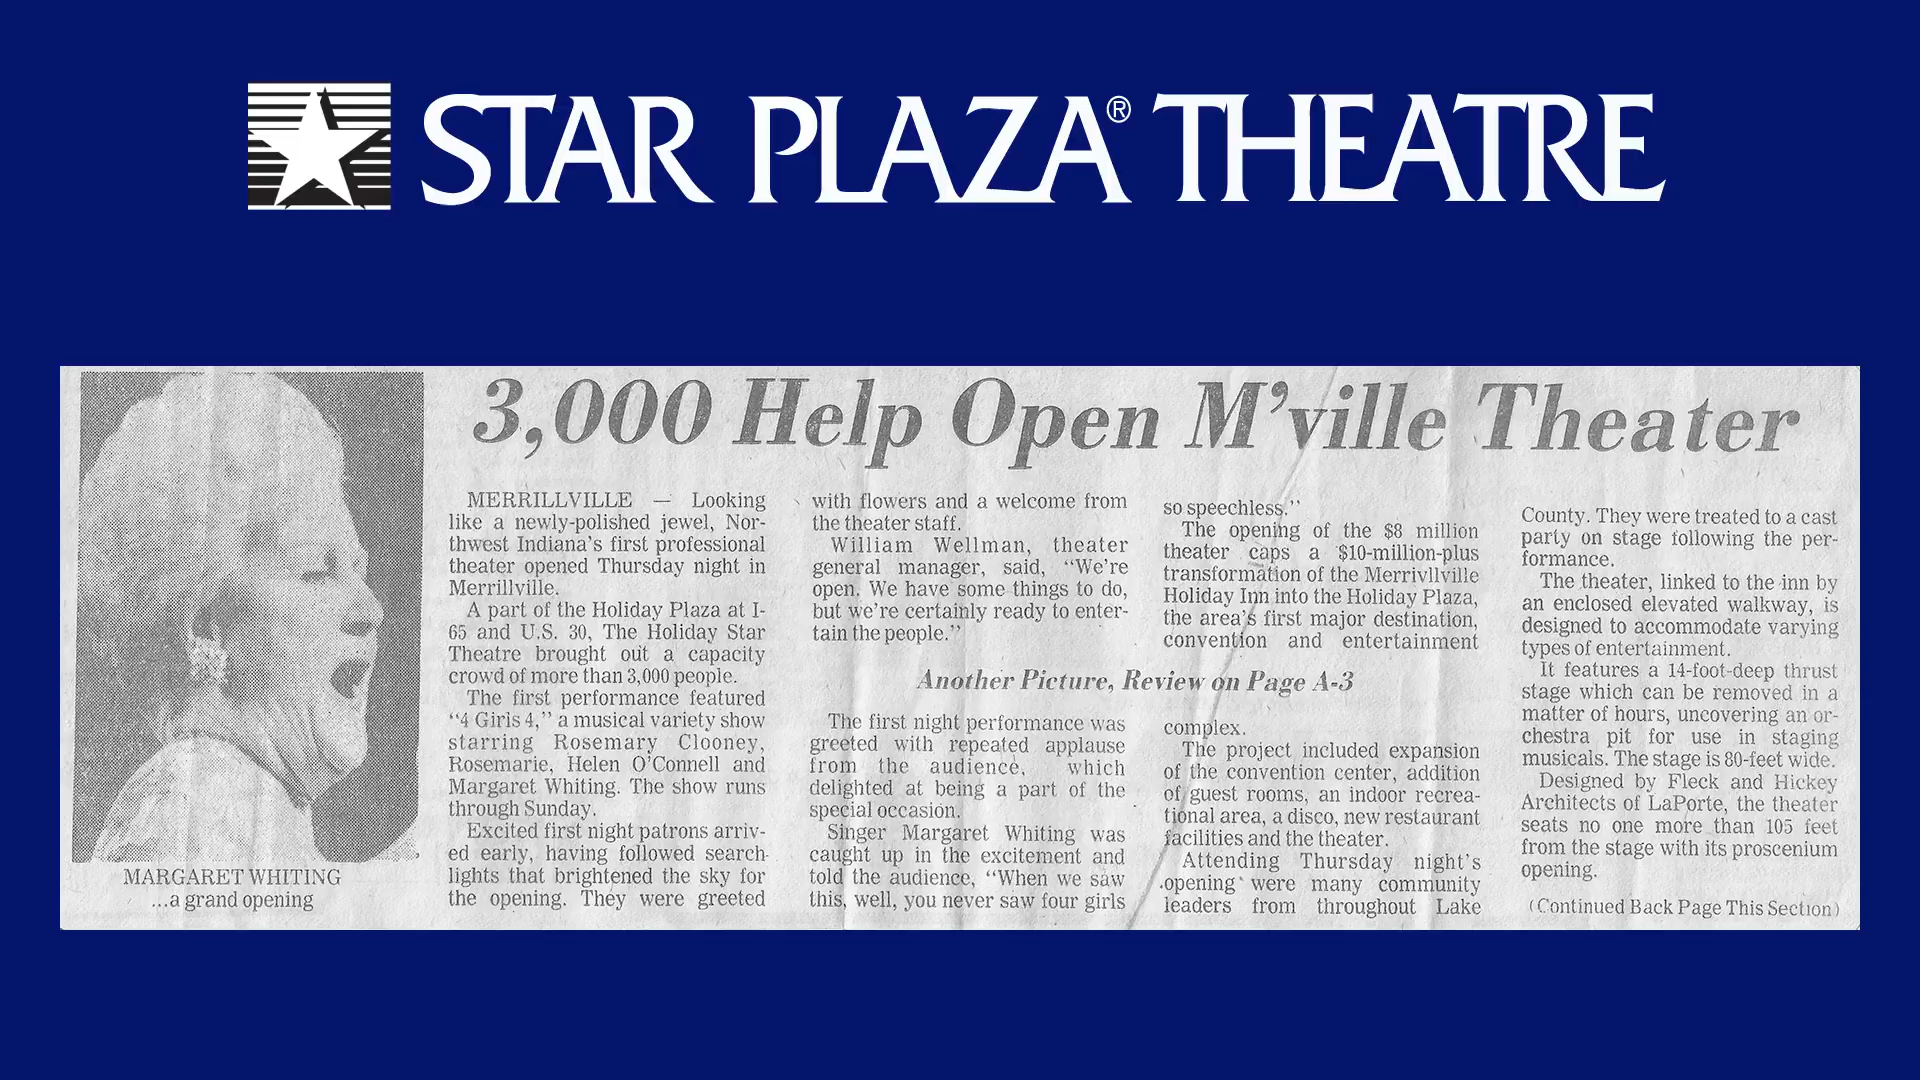 STAR PLAZA® THEATRE
3,000 Help Open M'ville Theater
MERRILLVILLE — Looking
like a newly-polished jewel, Nor-
thwest Indiana's first professional
theater opened Thursday night in
Merrillville.
A part of the Holiday Plaza at I-
65 and U.S. 30, The Holiday Star
Theatre brought out a capacity
crowd of more than 3,000 people.
The first performance featured
"4 Girls 4," a musical variety show
starring Rosemary Clooney,
Rosemarie, Helen O'Connell and
Margaret Whiting. The show runs
through Sunday.
Excited first night patrons arriv-
ed early, having followed search-
lights that brightened the sky for
the opening. They were greeted
with flowers and a welcome from
the theater staff.
William Wellman, theater
general manager, said, "We're
open. We have some things to do,
but we're certainly ready to enter-
tain the people."
Another Picture, Review on Page A-3
The first night performance was
greeted with repeated applause
from the audience, which
delighted at being a part of the
special occasion.
Singer Margaret Whiting was
caught up in the excitement and
told the audience, "When we saw
this, well, you never saw four girls
so speechless."
The opening of the $8 million
theater caps a $10-million-plus
transformation of the Merrivllville
Holiday Inn into the Holiday Plaza,
the area's first major destination,
convention and entertainment
complex.
The project included expansion
of the convention center, addition
of guest rooms, an indoor recrea-
tional area, a disco, new restaurant
facilities and the theater.
Attending Thursday night's
opening were many community
leaders from throughout Lake
County. They were treated to a cast
party on stage following the per-
formance.
The theater, linked to the inn by
an enclosed elevated walkway, is
designed to accommodate varying
types of entertainment.
It features a 14-foot-deep thrust
stage which can be removed in a
matter of hours, uncovering an or-
chestra pit for use in staging
musicals. The stage is 80-feet wide.
Designed by Fleck and Hickey
Architects of LaPorte, the theater
seats no one more than 105 feet
from the stage with its proscenium
opening.
(Continued Back Page This Section)
MARGARET WHITING
...a grand opening